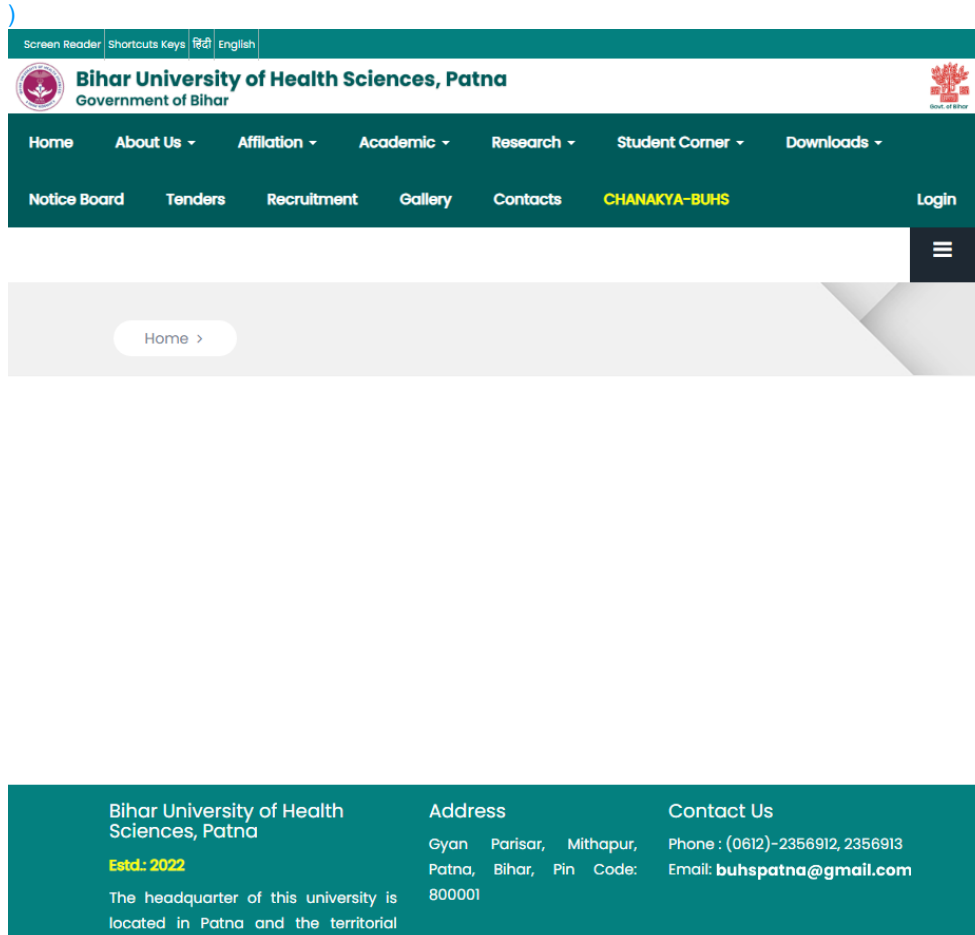 )
Screen Reader Shortcuts Keys हिंदी English
Bihar University of Health Sciences, Patna
Government of Bihar
Govt. of Bihar
Home About Us Affilation Academic Research Student Corner Downloads
Notice Board Tenders Recruitment Gallery Contacts CHANAKYA-BUHS Login
Home >
Bihar University of Health
Sciences, Patna
Estd.: 2022
The headquarter of this university is
located in Patna and the territorial
Address
Gyan Parisar, Mithapur,
Patna, Bihar, Pin Code:
800001
Contact Us
Phone : (0612)-2356912, 2356913
Email: buhspatna@gmail.com